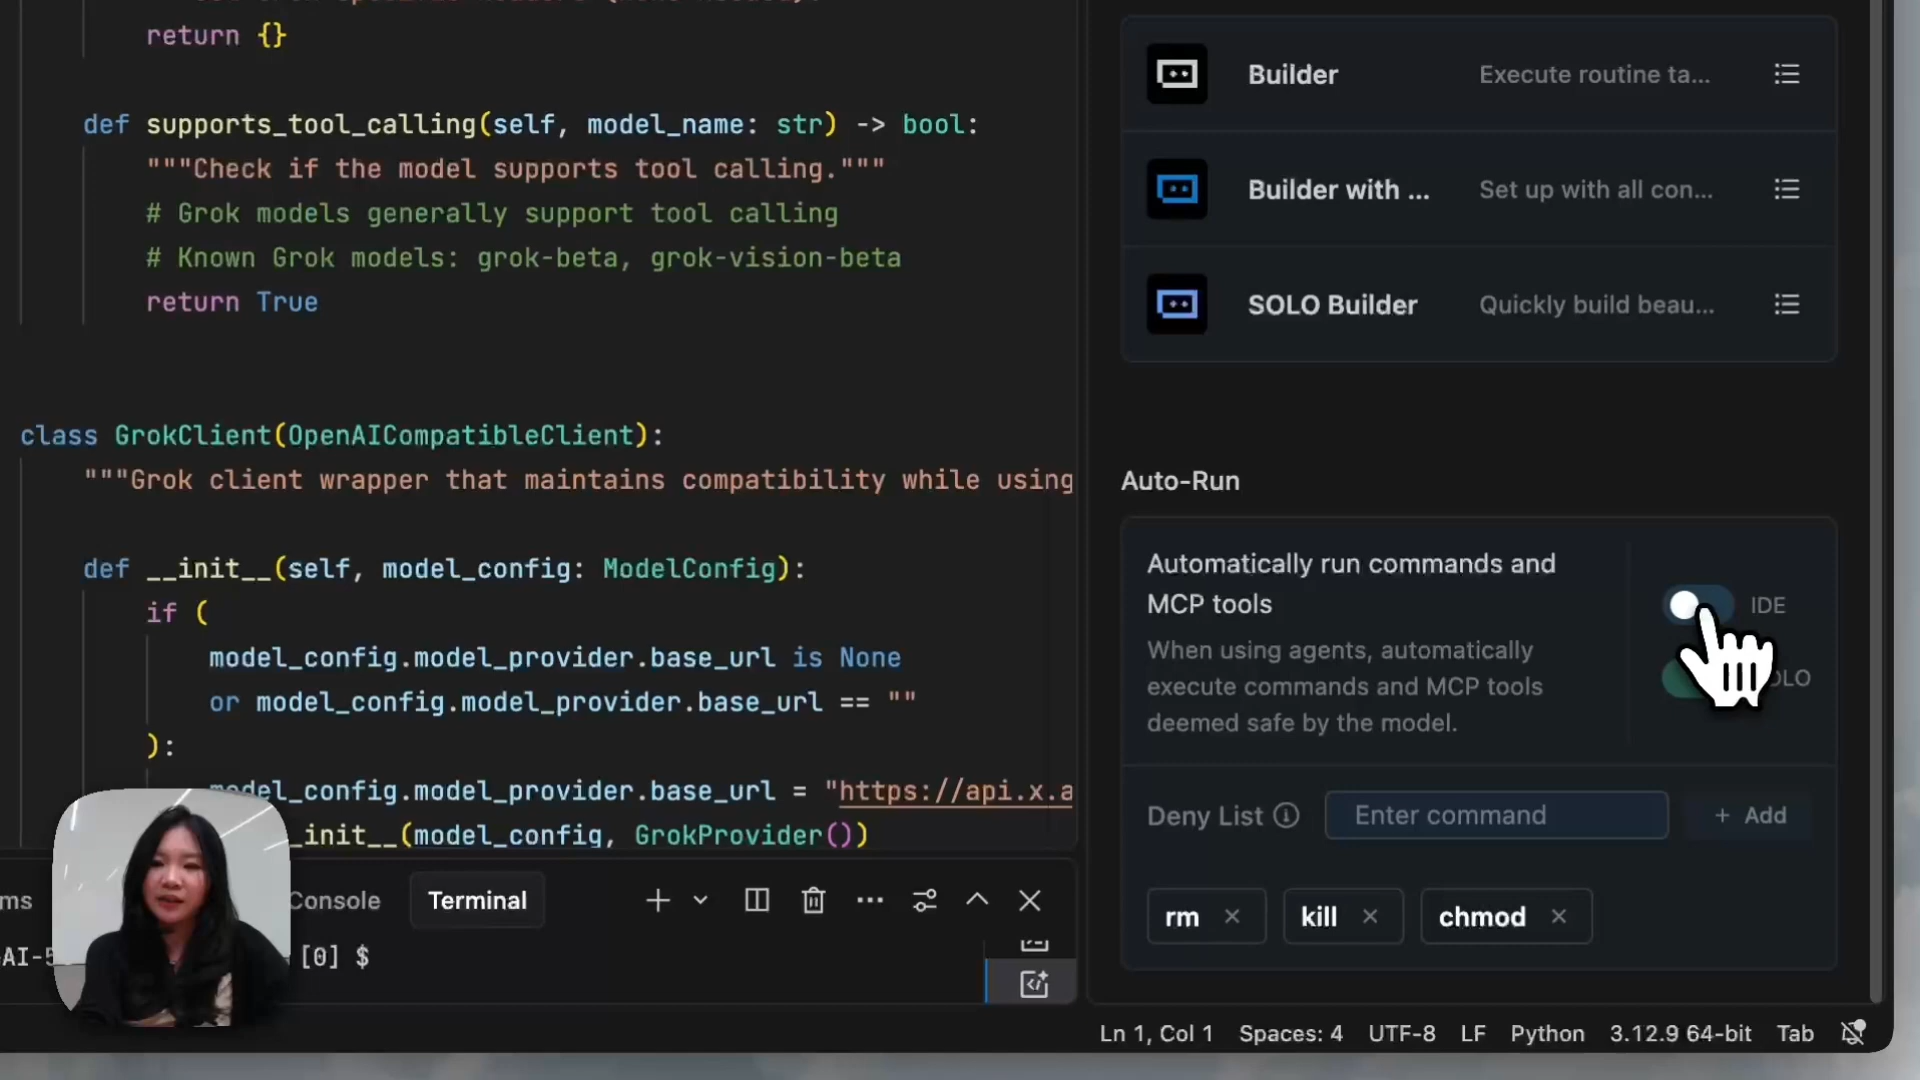 return {}
def supports_tool_calling(self, model_name: str) -> bool:
"""Check if the model supports tool calling."""
# Grok models generally support tool calling
# Known Grok models: grok-beta, grok-vision-beta
return True
class GrokClient(OpenAICompatibleClient):
"""Grok client wrapper that maintains compatibility while using
def __init__(self, model_config: ModelConfig):
if (
model_config.model_provider.base_url is None
or model_config.model_provider.base_url == ""
):
model_config.model_provider.base_url = "https://api.x.a
__init__(model_config, GrokProvider())
ms
Console
Terminal
AI-5
[0] $
Builder
Execute routine ta...
Builder with ...
Set up with all con...
SOLO Builder
Quickly build beau...
Auto-Run
Automatically run commands and
MCP tools
When using agents, automatically
execute commands and MCP tools
deemed safe by the model.
IDE
OLO
Deny List
Enter command
+ Add
rm ×
kill ×
chmod ×
Ln 1, Col 1
Spaces: 4
UTF-8
LF
Python
3.12.9 64-bit
Tab